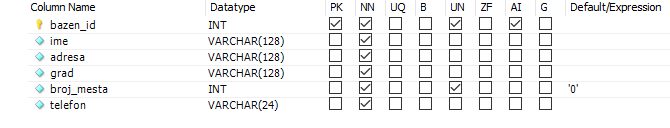 Column Name Datatype PK NN UQ B UN ZF AI G Default/Expression
bazen_id INT
ime VARCHAR(128)
adresa VARCHAR(128)
grad VARCHAR(128)
broj_mesta INT '0'
telefon VARCHAR(24)